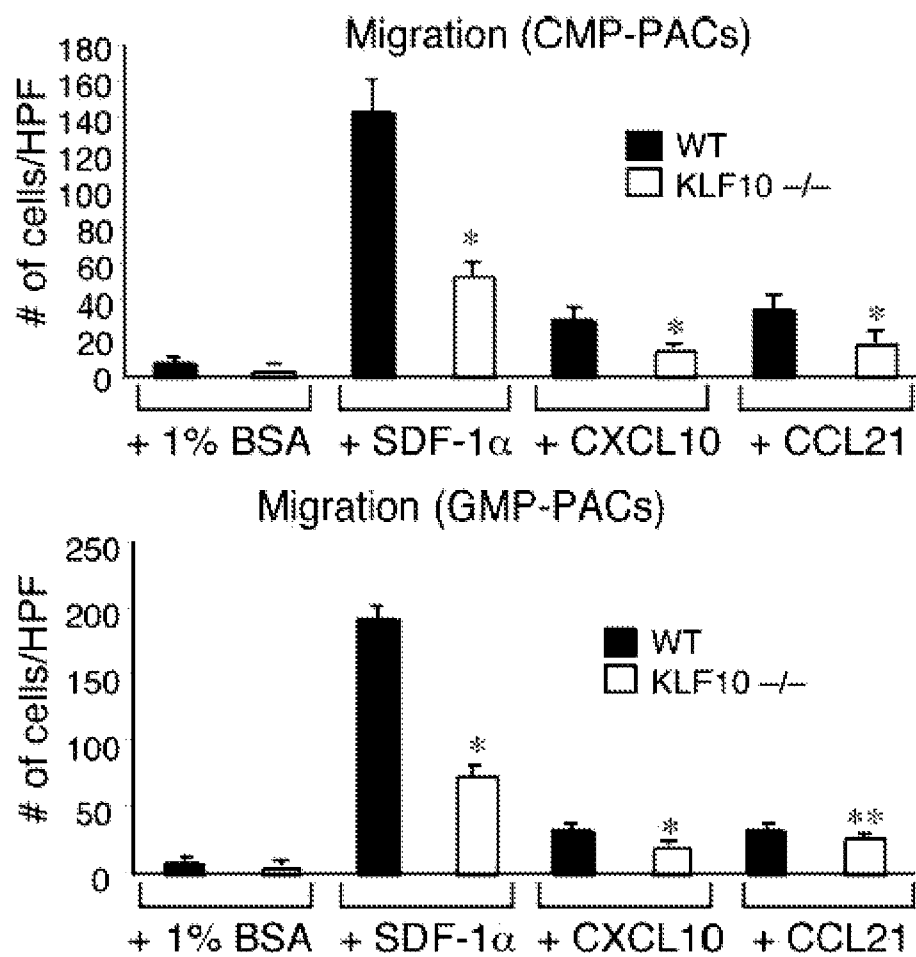 Migration (CMP-PACs)
# of cells/HPF
180
160
140
120
100
80
60
40
20
0
WT
KLF10 –/–
*
*
*
+ 1% BSA + SDF-1α + CXCL10 + CCL21
Migration (GMP-PACs)
# of cells/HPF
250
200
150
100
50
0
WT
KLF10 –/–
*
*
**
+ 1% BSA + SDF-1α + CXCL10 + CCL21